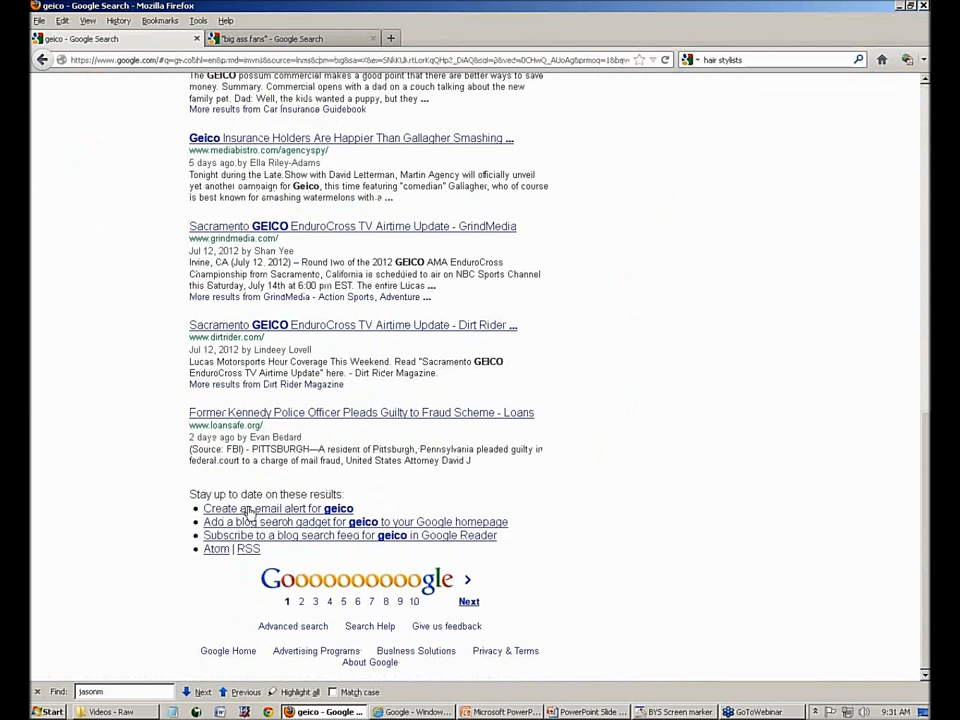 geico - Google Search - Mozilla Firefox
File Edit View History Bookmarks Tools Help
geico - Google Search × "big ass fans" - Google Search × +
hair stylists
The GEICO possum commercial makes a good point that there are better ways to save
money. Summary. Commercial opens with a dad on a couch talking about the new
family pet. Dad: Well, the kids wanted a puppy, but they ...
More results from Car Insurance Guidebook
Geico Insurance Holders Are Happier Than Gallagher Smashing ...
www.mediabistro.com/agencyspy/
5 days ago by Ella Riley-Adams
Tonight during the Late Show with David Letterman, Martin Agency will officially unveil
yet another campaign for Geico, this time featuring "comedian" Gallagher, who of course
is best known for smashing watermelons with a ...
Sacramento GEICO EnduroCross TV Airtime Update - GrindMedia
www.grindmedia.com/
Jul 12, 2012 by Shan Yee
Irvine, CA (July 12, 2012) – Round two of the 2012 GEICO AMA EnduroCross
Championship from Sacramento, California is scheduled to air on NBC Sports Channel
this Saturday, July 14th at 6:00 pm EST. The entire Lucas ...
More results from GrindMedia - Action Sports, Adventure ...
Sacramento GEICO EnduroCross TV Airtime Update - Dirt Rider ...
www.dirtrider.com/
Jul 12, 2012 by Lindeey Lovell
Lucas Motorsports Hour Coverage This Weekend. Read "Sacramento GEICO
EnduroCross TV Airtime Update" here. - Dirt Rider Magazine.
More results from Dirt Rider Magazine
Former Kennedy Police Officer Pleads Guilty to Fraud Scheme - Loans
www.loansafe.org/
2 days ago by Evan Bedard
(Source: FBI) - PITTSBURGH—A resident of Pittsburgh, Pennsylvania pleaded guilty in
federal court to a charge of mail fraud, United States Attorney David J
Stay up to date on these results:
• Create an email alert for geico
• Add a blog search gadget for geico to your Google homepage
• Subscribe to a blog search feed for geico in Google Reader
• Atom | RSS
Goooooooooogle >
1 2 3 4 5 6 7 8 9 10 Next
Advanced search Search Help Give us feedback
Google Home Advertising Programs Business Solutions Privacy & Terms
About Google
× Find: jasonm Next Previous Highlight all Match case
Start Videos - Raw geico - Google ... Google - Window... Microsoft PowerP... PowerPoint Slide ... BYS Screen marker GoToWebinar 9:31 AM